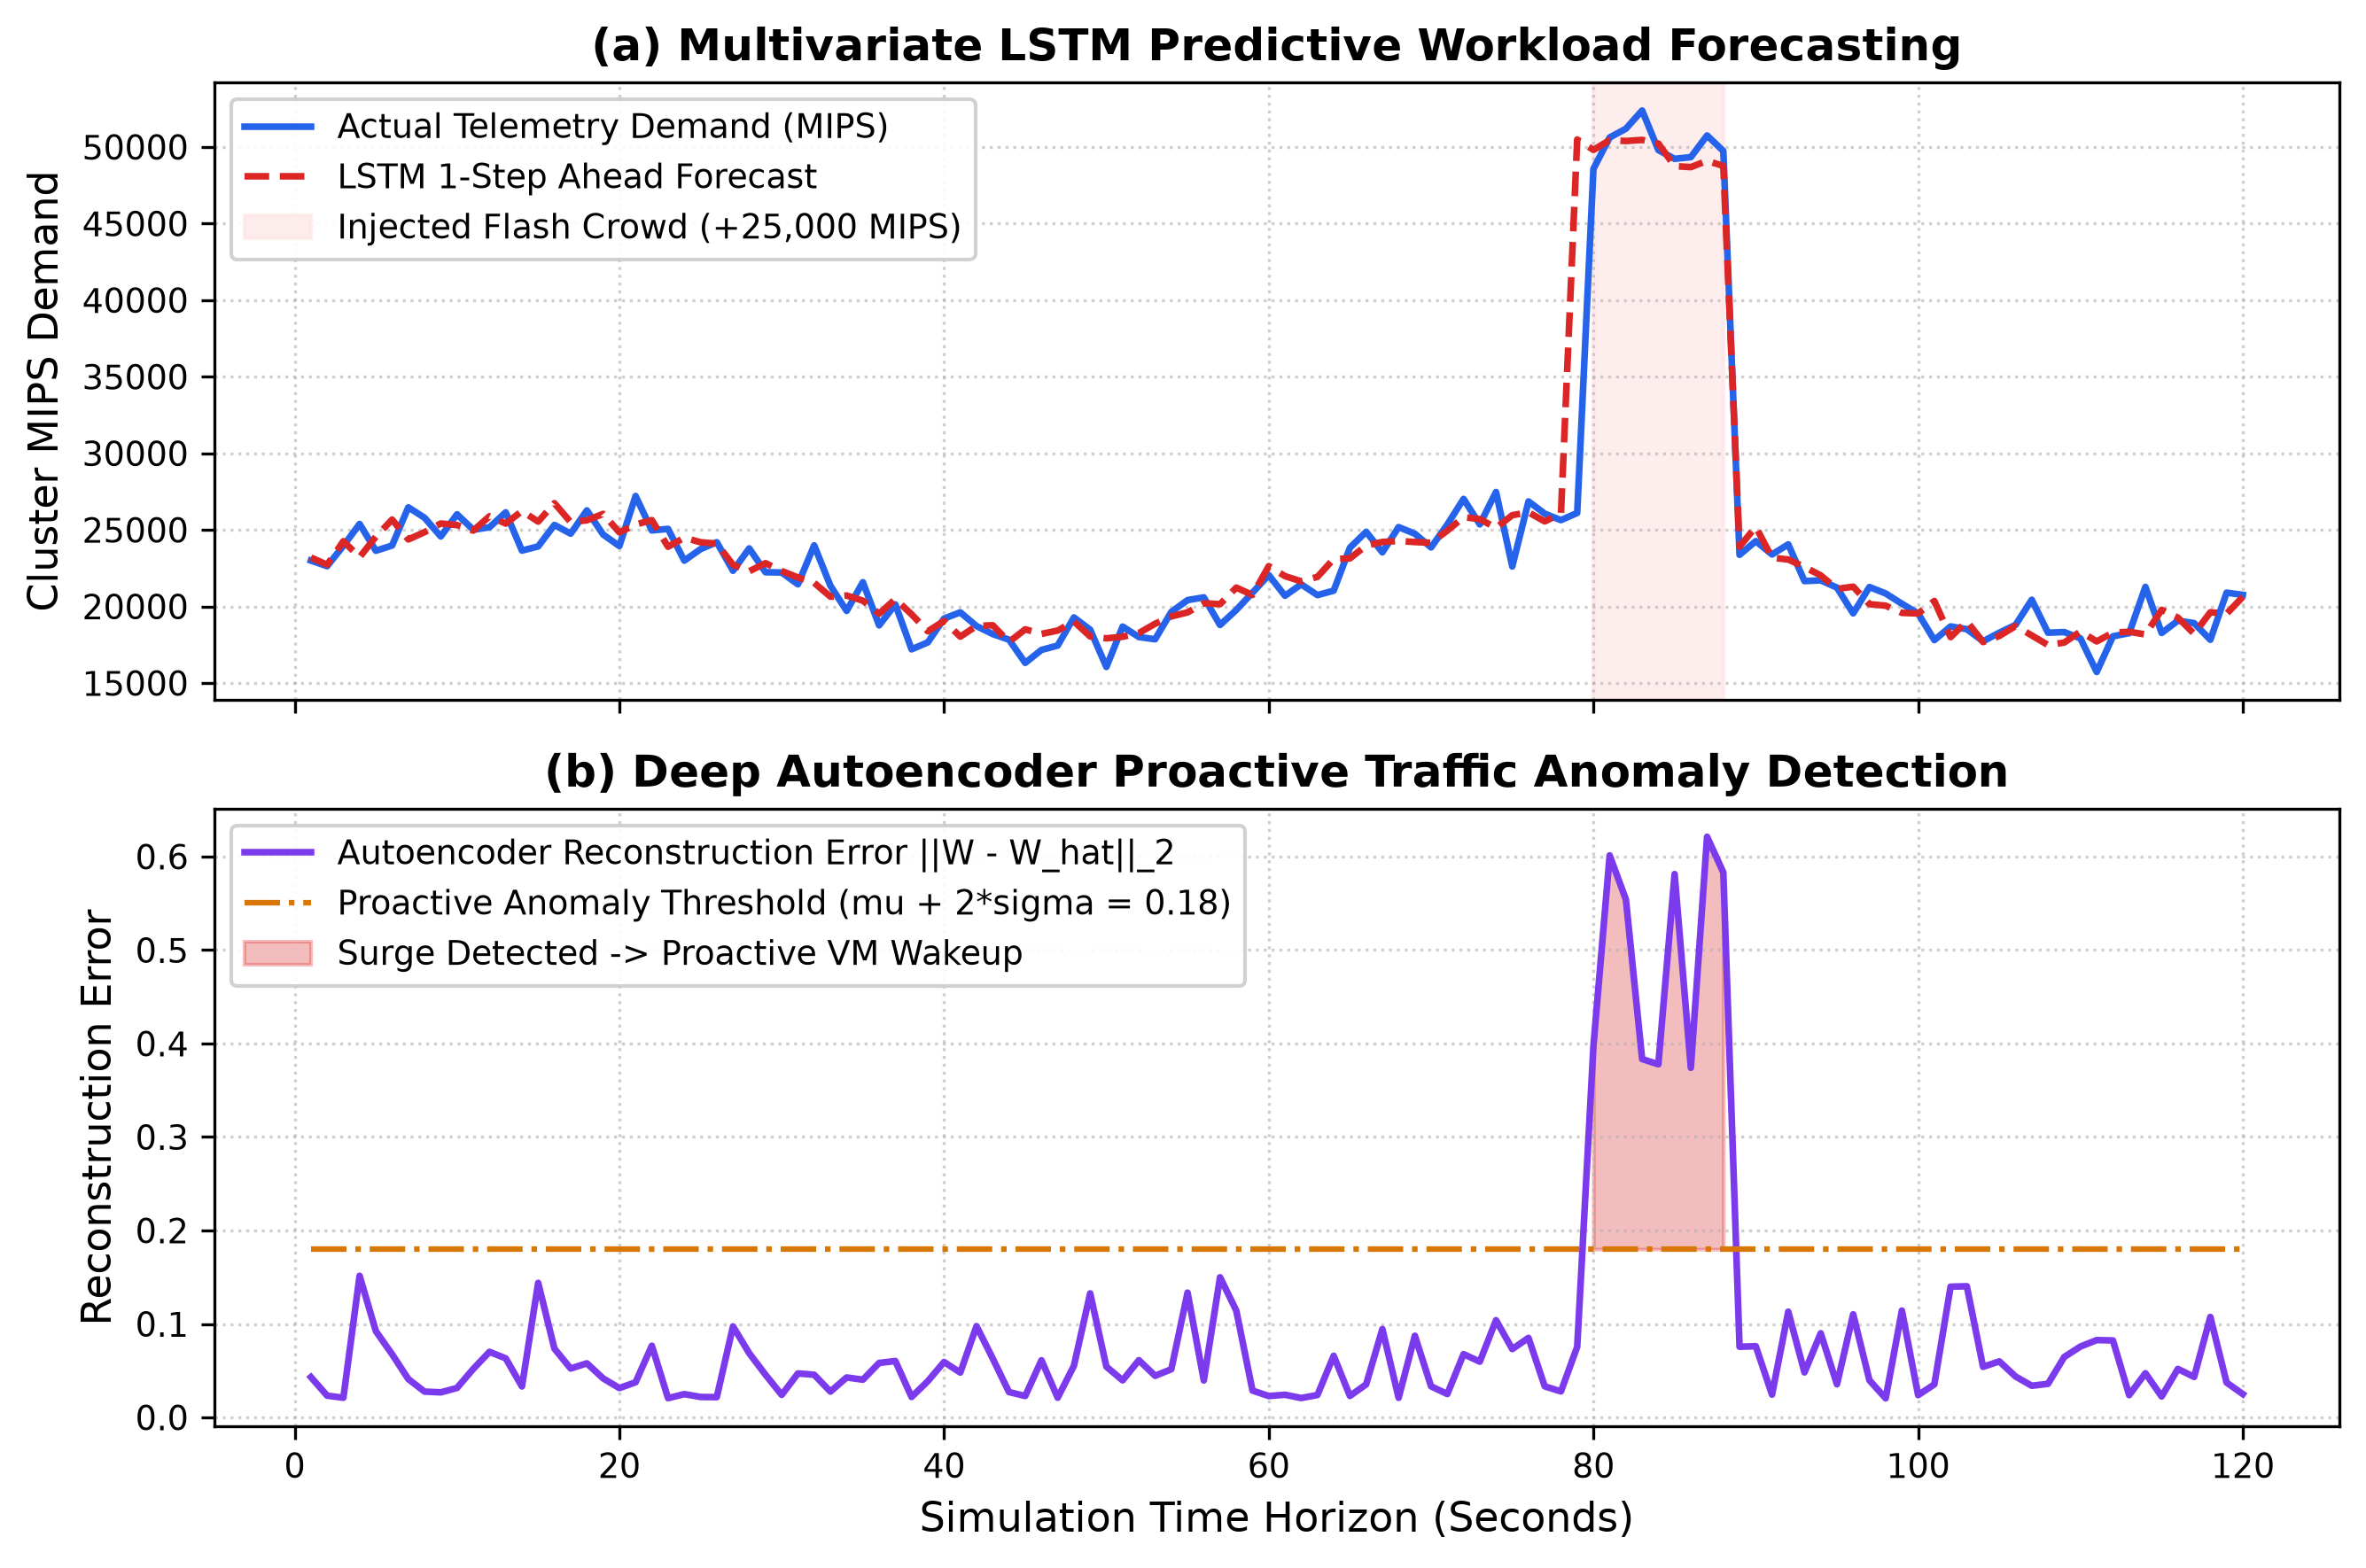 (a) Multivariate LSTM Predictive Workload Forecasting
Actual Telemetry Demand (MIPS)
LSTM 1-Step Ahead Forecast
Injected Flash Crowd (+25,000 MIPS)
Cluster MIPS Demand
50000
45000
40000
35000
30000
25000
20000
15000
(b) Deep Autoencoder Proactive Traffic Anomaly Detection
Autoencoder Reconstruction Error ||W - W_hat||_2
Proactive Anomaly Threshold (mu + 2*sigma = 0.18)
Surge Detected -> Proactive VM Wakeup
Reconstruction Error
0.6
0.5
0.4
0.3
0.2
0.1
0.0
0 20 40 60 80 100 120
Simulation Time Horizon (Seconds)